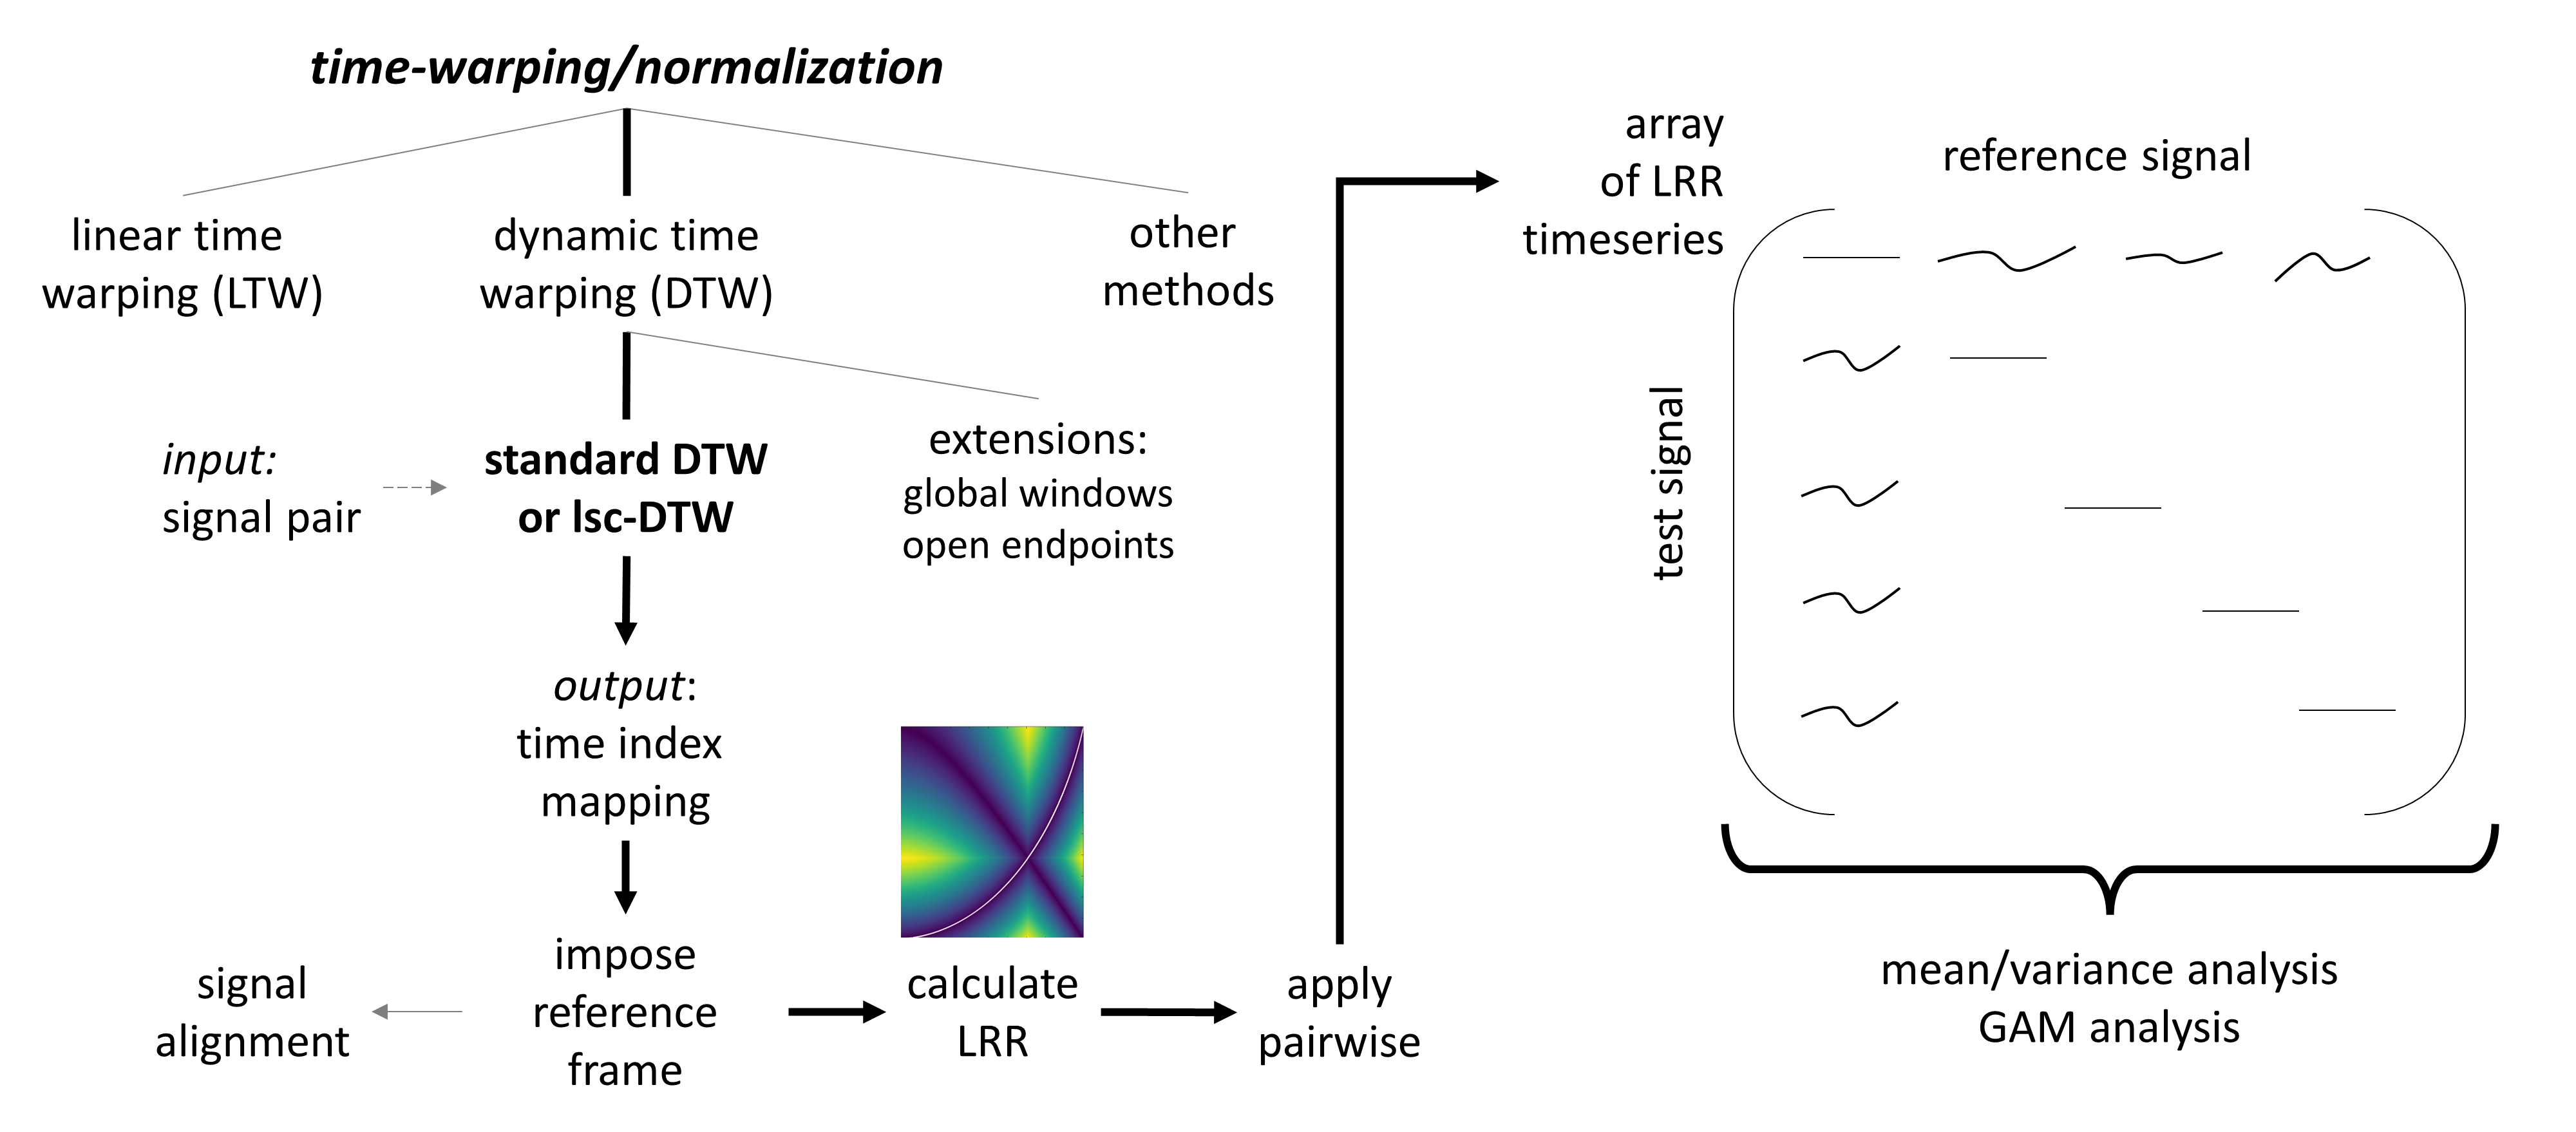 time-warping/normalization
linear time
warping (LTW)
dynamic time
warping (DTW)
other
methods
input:
signal pair
standard DTW
or lsc-DTW
extensions:
global windows
open endpoints
output:
time index
mapping
signal
alignment
impose
reference
frame
calculate
LRR
apply
pairwise
array
of LRR
timeseries
reference signal
test signal
mean/variance analysis
GAM analysis